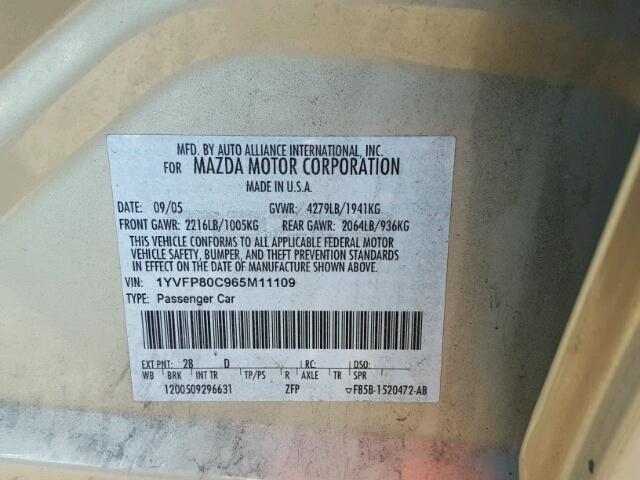 MFD. BY AUTO ALLIANCE INTERNATIONAL, INC.
FOR MAZDA MOTOR CORPORATION
MADE IN U.S.A.
DATE: 09/05 GVWR: 4279LB/1941KG
FRONT GAWR: 2216LB/1005KG REAR GAWR: 2064LB/936KG
THIS VEHICLE CONFORMS TO ALL APPLICABLE FEDERAL MOTOR
VEHICLE SAFETY, BUMPER, AND THEFT PREVENTION STANDARDS
IN EFFECT ON THE DATE OF MANUFACTURE SHOWN ABOVE.
VIN: 1YVFP80C965M11109
TYPE: Passenger Car
EXT PNT: 28 D RC: DSO:
WB BRK INT TR TP/PS R AXLE TR SPR
1200509296631 ZFP ▽FB5B-1520472-AB